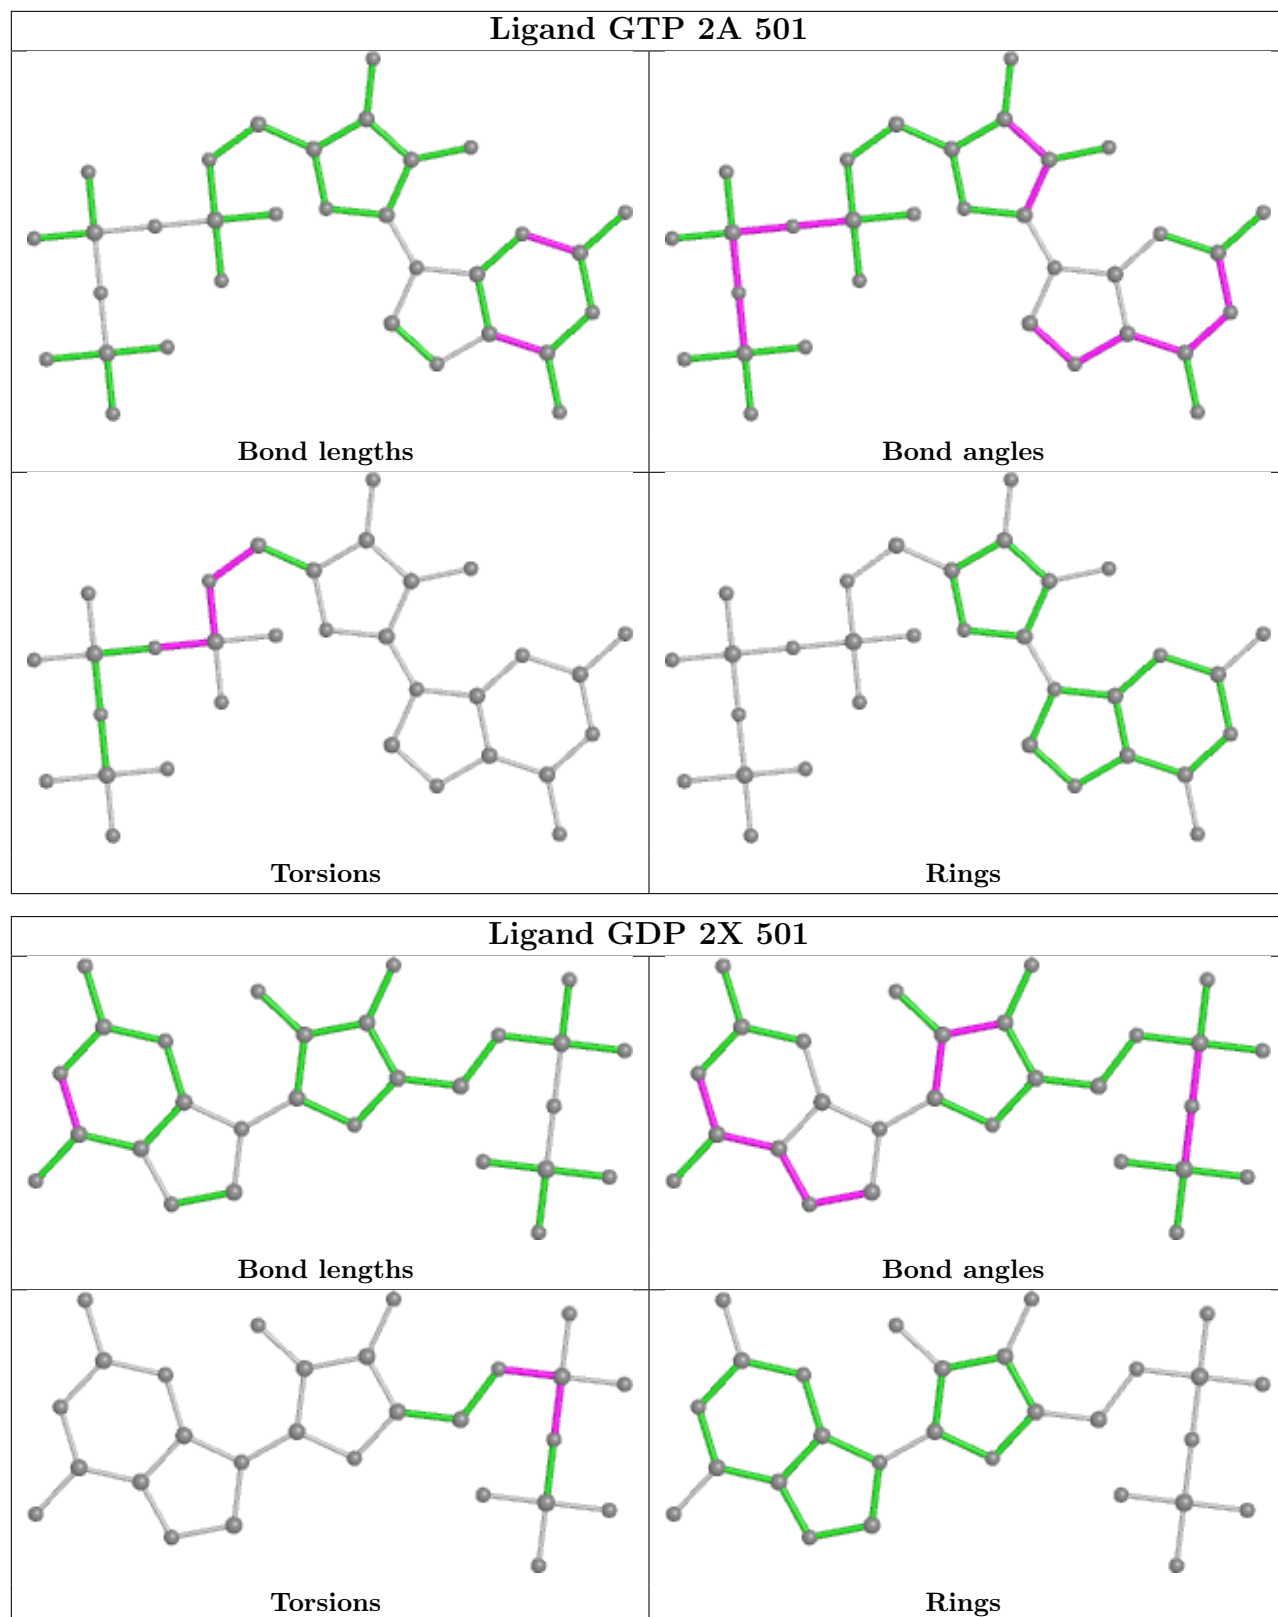 Ligand GTP 2A 501
Bond lengths
Bond angles
Torsions
Rings
Ligand GDP 2X 501
Bond lengths
Bond angles
Torsions
Rings